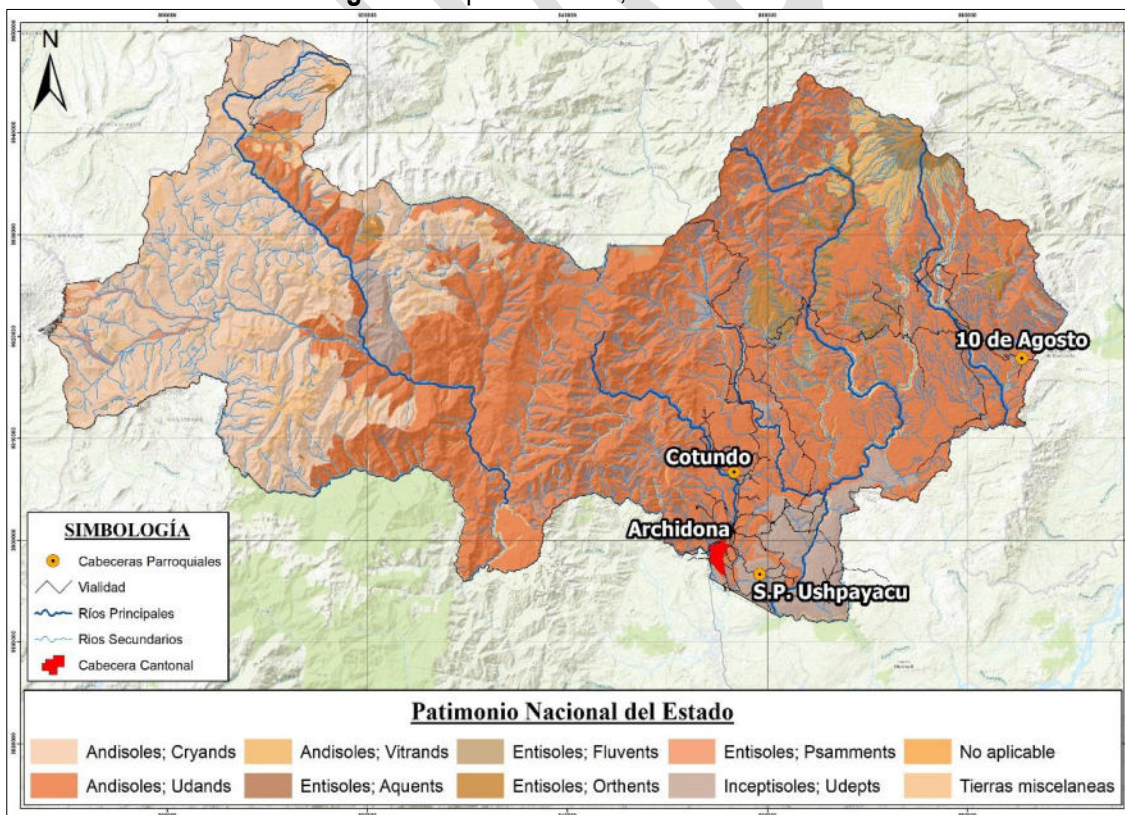 N
10 de Agosto
Cotundo
Archidona
S.P. Ushpayacu
SIMBOLOGÍA
Cabeceras Parroquiales
Vialidad
Ríos Principales
Rios Secundarios
Cabecera Cantonal
Patimonio Nacional del Estado
Andisoles; Cryands
Andisoles; Vitrands
Entisoles; Fluvents
Entisoles; Psamments
No aplicable
Andisoles; Udands
Entisoles; Aquents
Entisoles; Orthents
Inceptisoles; Udepts
Tierras miscelaneas